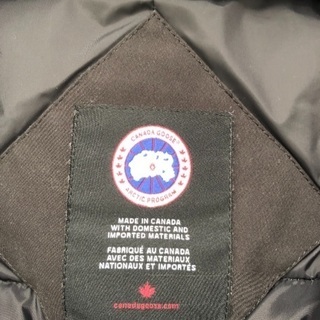 CANADA GOOSE
ARCTIC PROGRAM
MADE IN CANADA
WITH DOMESTIC AND
IMPORTED MATERIALS
FABRIQUÉ AU CANADA
AVEC DES MATERIAUX
NATIONAUX ET IMPORTÉS
canadagoose.com